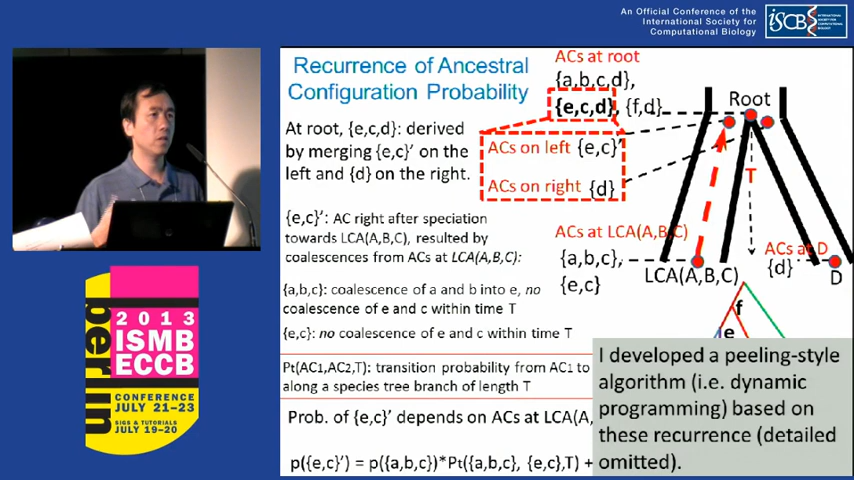 An Official Conference of the
International Society for
Computational Biology
ISCB
INTERNATIONAL
SOCIETY FOR
COMPUTATIONAL
BIOLOGY
Recurrence of Ancestral
Configuration Probability
ACs at root
{a,b,c,d},
{e,c,d}, {f,d}
Root
At root, {e,c,d}: derived
by merging {e,c}' on the
left and {d} on the right.
ACs on left {e,c}'
ACs on right {d}
T
{e,c}': AC right after speciation
towards LCA(A,B,C), resulted by
coalescences from ACs at LCA(A,B,C):
ACs at LCA(A,B,C)
{a,b,c},
{e,c}
LCA(A,B,C)
ACs at D
{d}
D
{a,b,c}: coalescence of a and b into e, no
coalescence of e and c within time T
{e,c}: no coalescence of e and c within time T
f
e
Pt(AC1,AC2,T): transition probability from AC1 to
along a species tree branch of length T
Prob. of {e,c}' depends on ACs at LCA(A,
p({e,c}') = p({a,b,c})*Pt({a,b,c}, {e,c},T) +
I developed a peeling-style
algorithm (i.e. dynamic
programming) based on
these recurrence (detailed
omitted).
berlin
2013
ISMB
ECCB
CONFERENCE
JULY 21-23
SIGS & TUTORIALS
JULY 19-20